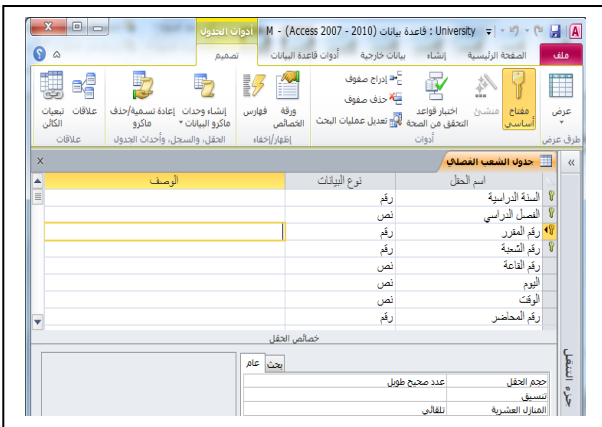 University : قاعدة بيانات (Access 2007 - 2010) - M
أدوات الجدول
ملف
الصفحة الرئيسية
إنشاء
بيانات خارجية
أدوات قاعدة البيانات
تصميم
عرض
مفتاح أساسي
منشئ
اختبار قواعد التحقق من الصحة
إدراج صفوف
حذف صفوف
تعديل عمليات البحث
ورقة الخصائص
فهارس
إنشاء وحدات ماكرو البيانات
إعادة تسمية/حذف ماكرو
علاقات
تبعيات الكائن
طرق عرض
أدوات
إظهار/إخفاء
الحقل، والسجل، وأحداث الجدول
علاقات
جدول الشعب الفصلي
اسم الحقل
نوع البيانات
الوصف
السنة الدراسية
رقم
الفصل الدراسي
نص
رقم المقرر
رقم
رقم الشعبة
رقم
رقم القاعة
نص
اليوم
نص
الوقت
نص
رقم المحاضر
رقم
خصائص الحقل
عام
بحث
حجم الحقل
عدد صحيح طويل
تنسيق
المنازل العشرية
تلقائي
جزء التنقل